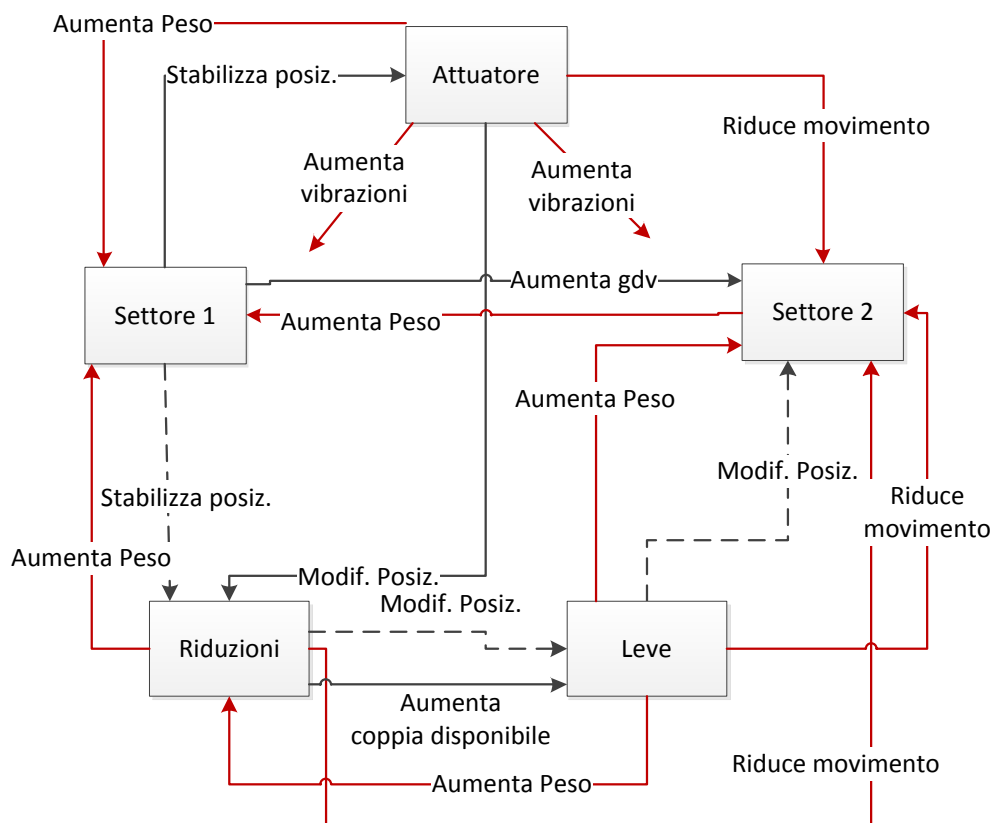 Aumenta Peso
Attuatore
Stabilizza posiz.
Riduce movimento
Aumenta
vibrazioni
Aumenta
vibrazioni
Aumenta gdv
Settore 1
Settore 2
Aumenta Peso
Aumenta Peso
Modif. Posiz.
Stabilizza posiz.
Riduce
movimento
Aumenta Peso
Modif. Posiz.
Modif. Posiz.
Riduzioni
Leve
Aumenta
coppia disponibile
Riduce movimento
Aumenta Peso